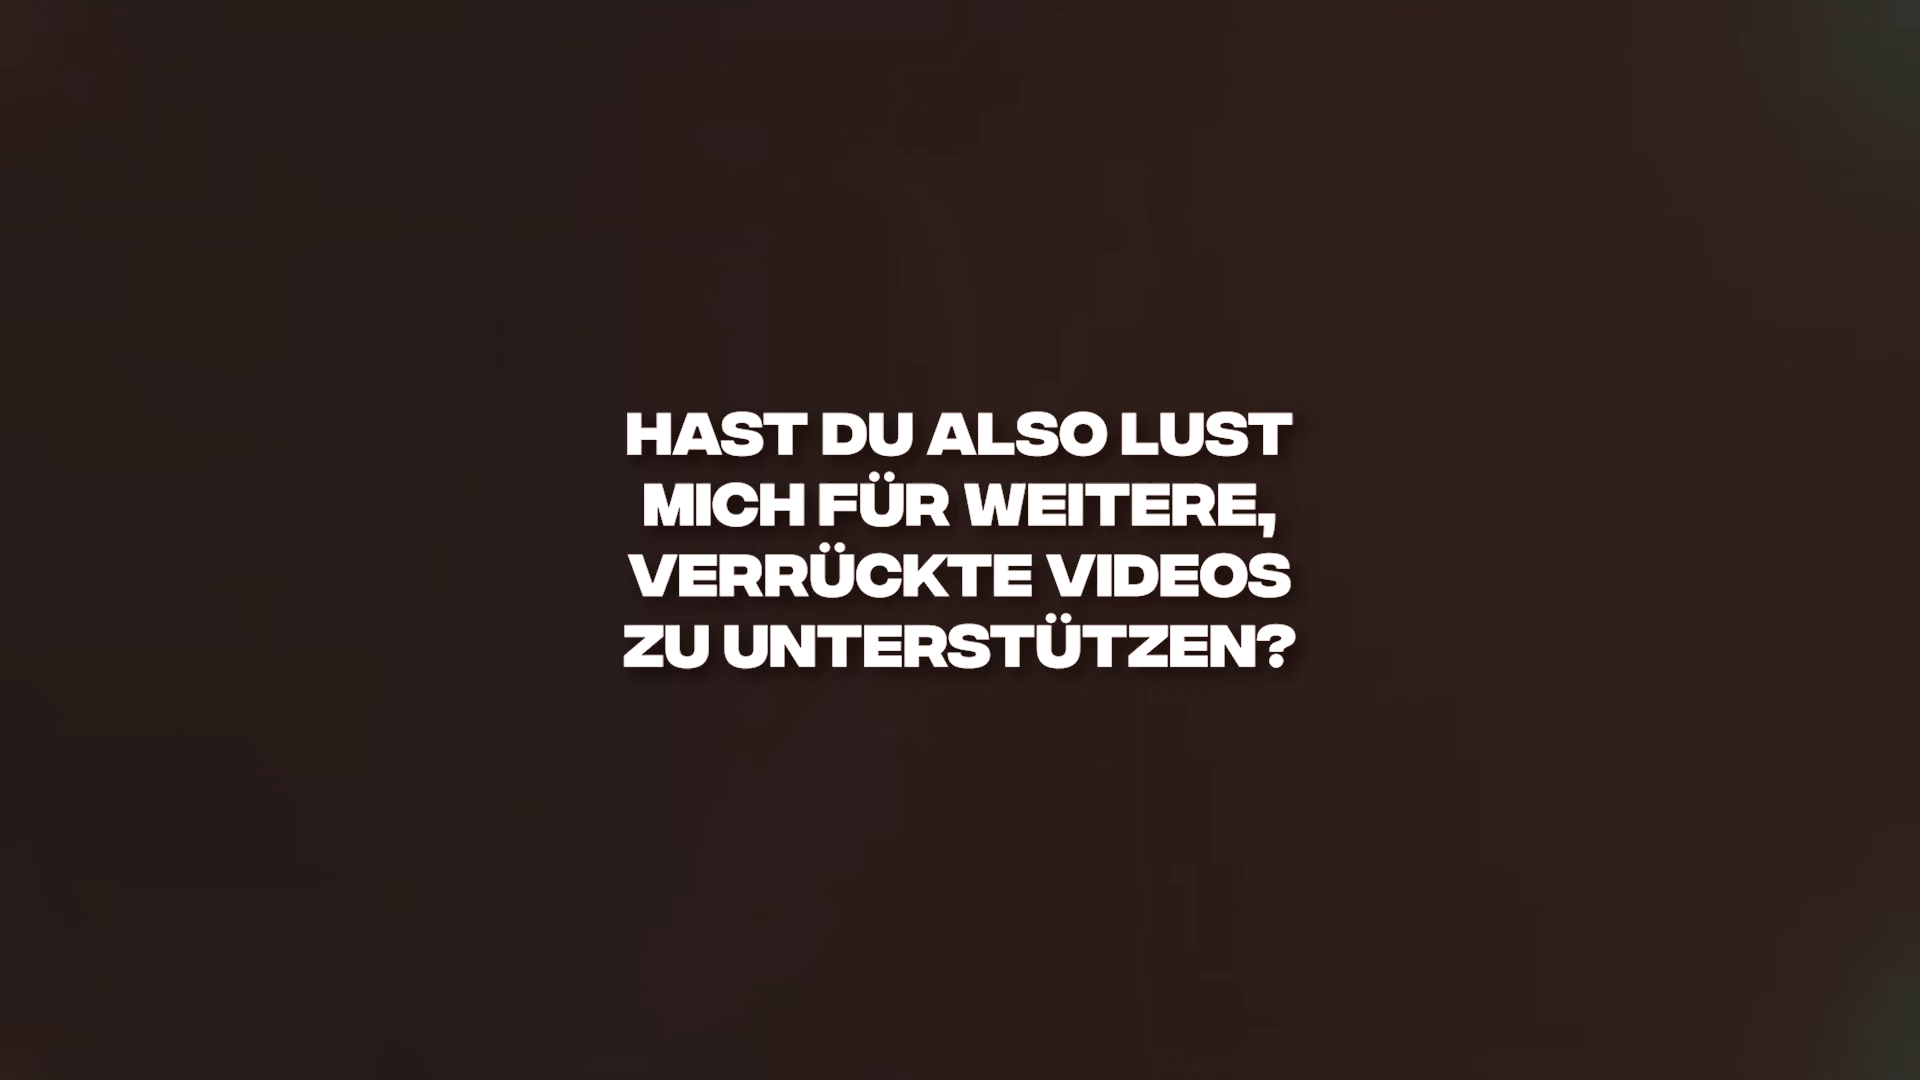 HAST DU ALSO LUST
MICH FÜR WEITERE,
VERRÜCKTE VIDEOS
ZU UNTERSTÜTZEN?